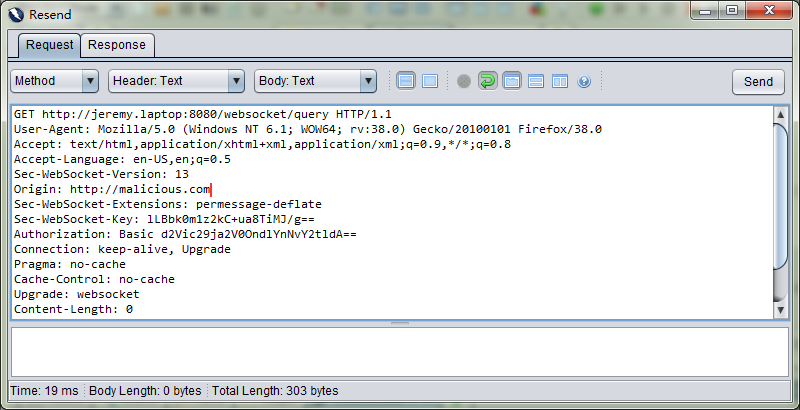 Resend
Request Response
Method Header: Text Body: Text Send
GET http://jeremy.laptop:8080/websocket/query HTTP/1.1
User-Agent: Mozilla/5.0 (Windows NT 6.1; WOW64; rv:38.0) Gecko/20100101 Firefox/38.0
Accept: text/html,application/xhtml+xml,application/xml;q=0.9,*/*;q=0.8
Accept-Language: en-US,en;q=0.5
Sec-WebSocket-Version: 13
Origin: http://malicious.com
Sec-WebSocket-Extensions: permessage-deflate
Sec-WebSocket-Key: lLBbk0m1z2kC+ua8TiMJ/g==
Authorization: Basic d2Vic29ja2V0OndlYnNvY2tldA==
Connection: keep-alive, Upgrade
Pragma: no-cache
Cache-Control: no-cache
Upgrade: websocket
Content-Length: 0
Time: 19 ms Body Length: 0 bytes Total Length: 303 bytes